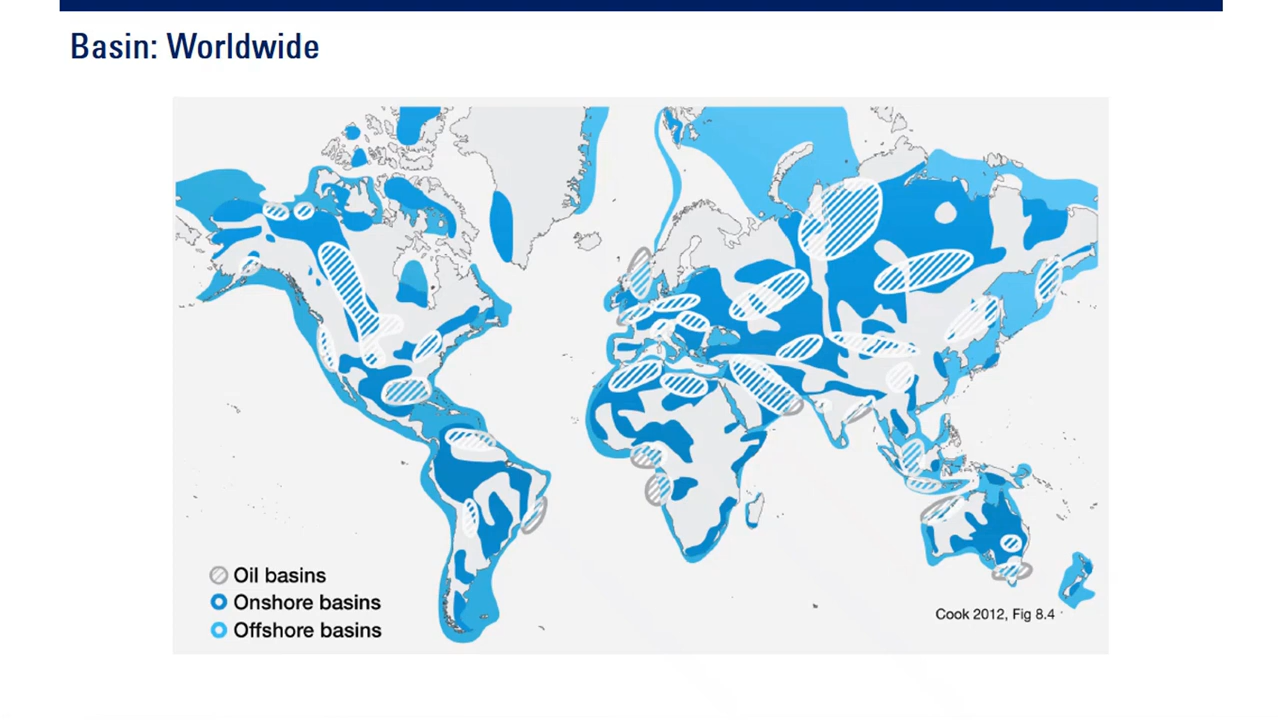 Basin: Worldwide
Oil basins
Onshore basins
Offshore basins
Cook 2012, Fig 8.4